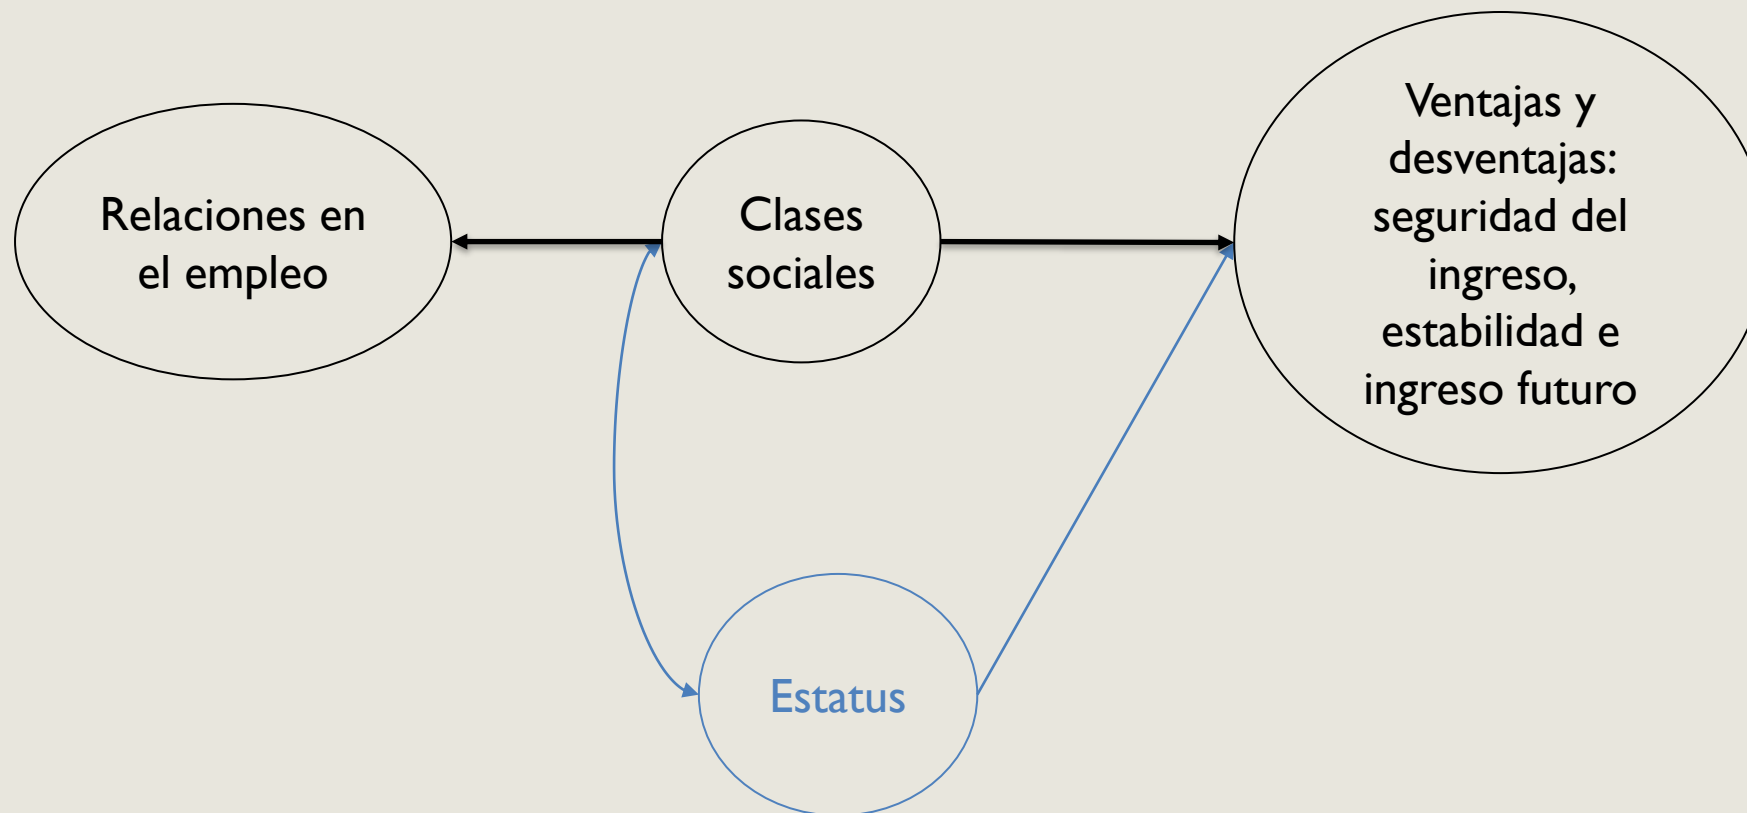 Relaciones en
el empleo
Clases
sociales
Ventajas y
desventajas:
seguridad del
ingreso,
estabilidad e
ingreso futuro
Estatus